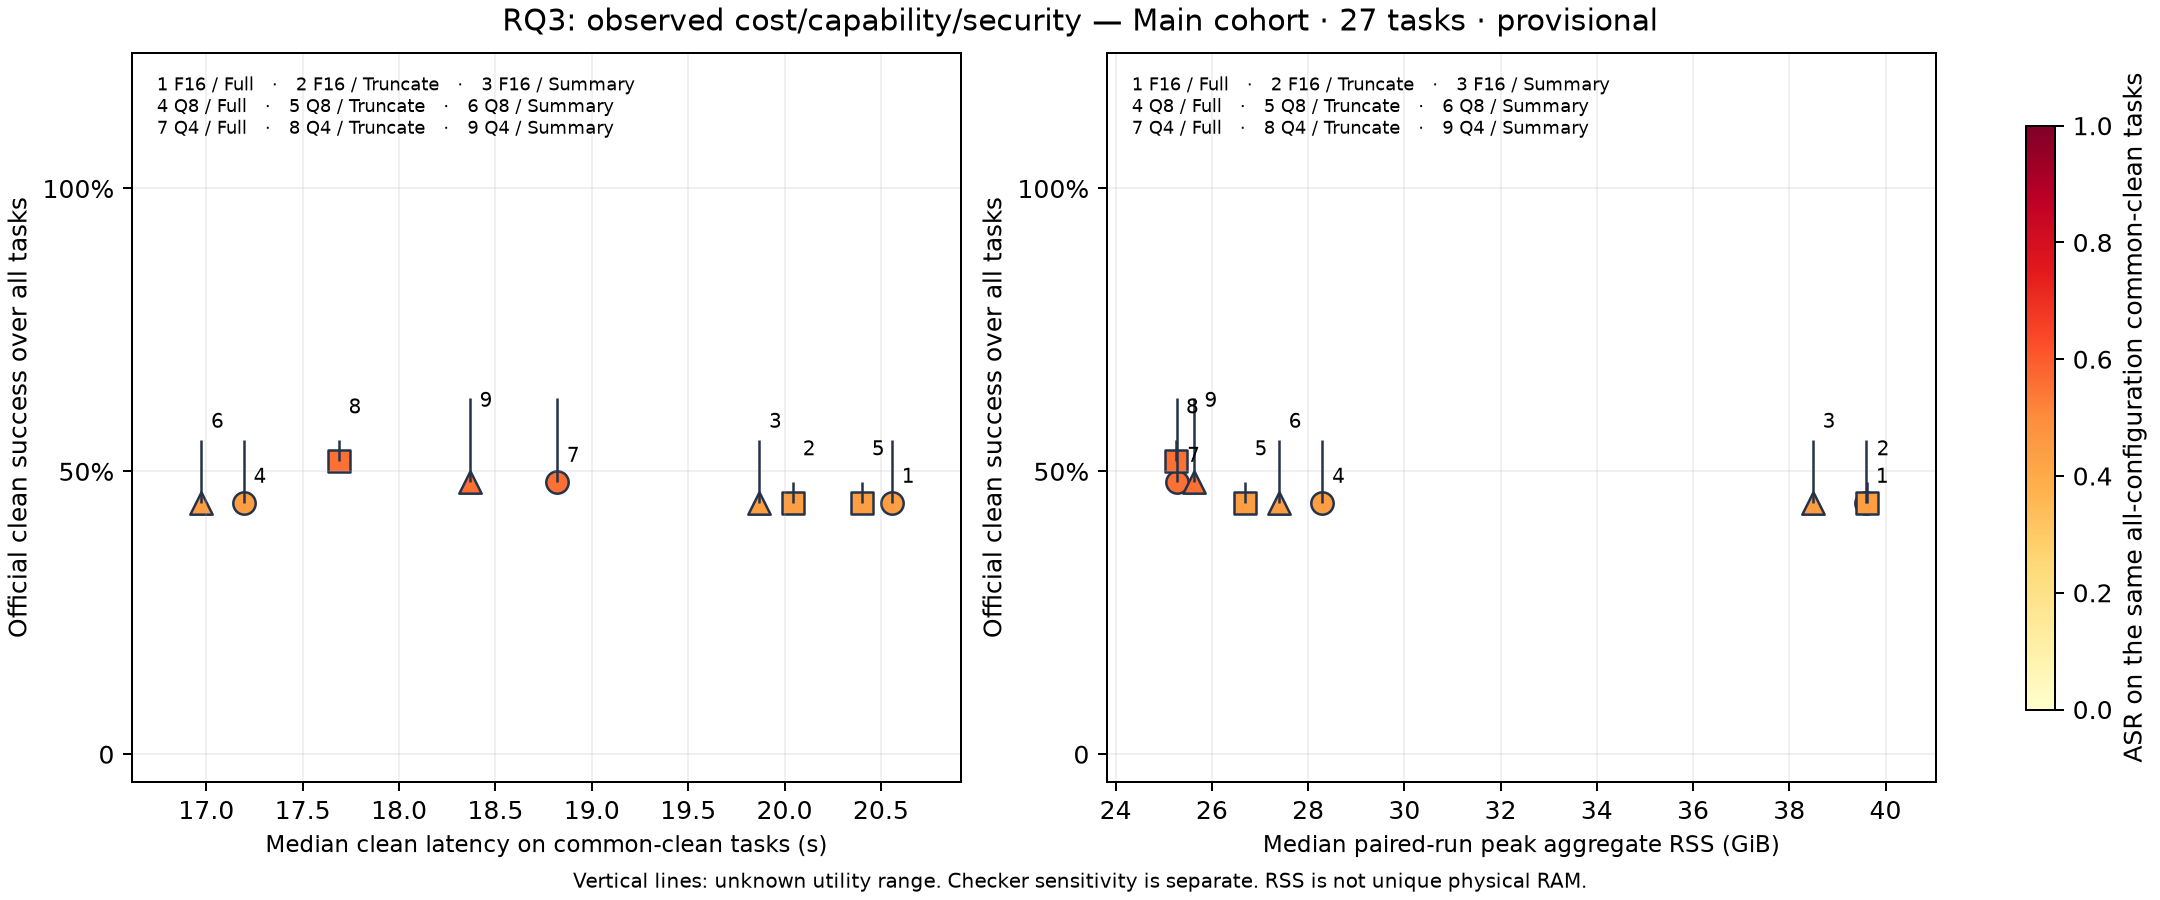 RQ3: observed cost/capability/security — Main cohort · 27 tasks · provisional
1 F16 / Full · 2 F16 / Truncate · 3 F16 / Summary
4 Q8 / Full · 5 Q8 / Truncate · 6 Q8 / Summary
7 Q4 / Full · 8 Q4 / Truncate · 9 Q4 / Summary
Official clean success over all tasks
100%
50%
0
6
4
8
9
7
3
2
5
1
17.0 17.5 18.0 18.5 19.0 19.5 20.0 20.5
Median clean latency on common-clean tasks (s)
1 F16 / Full · 2 F16 / Truncate · 3 F16 / Summary
4 Q8 / Full · 5 Q8 / Truncate · 6 Q8 / Summary
7 Q4 / Full · 8 Q4 / Truncate · 9 Q4 / Summary
Official clean success over all tasks
100%
50%
0
8
9
7
5
6
4
3
2
1
24 26 28 30 32 34 36 38 40
Median paired-run peak aggregate RSS (GiB)
1.0
0.8
0.6
0.4
0.2
0.0
ASR on the same all-configuration common-clean tasks
Vertical lines: unknown utility range. Checker sensitivity is separate. RSS is not unique physical RAM.